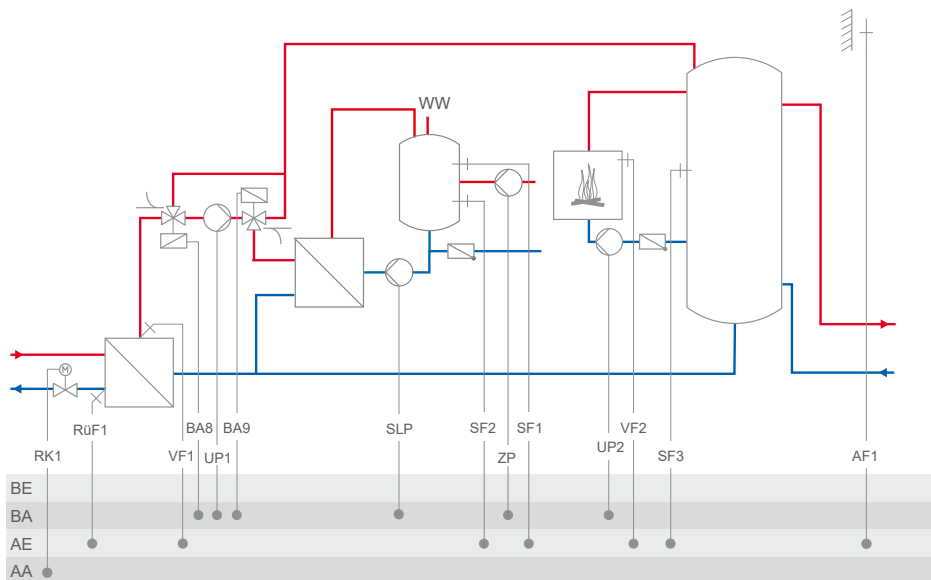 WW
M
RüF1
BA8
BA9
SLP
SF2
SF1
VF2
RK1
VF1
UP1
ZP
UP2
SF3
AF1
BE
BA
AE
AA